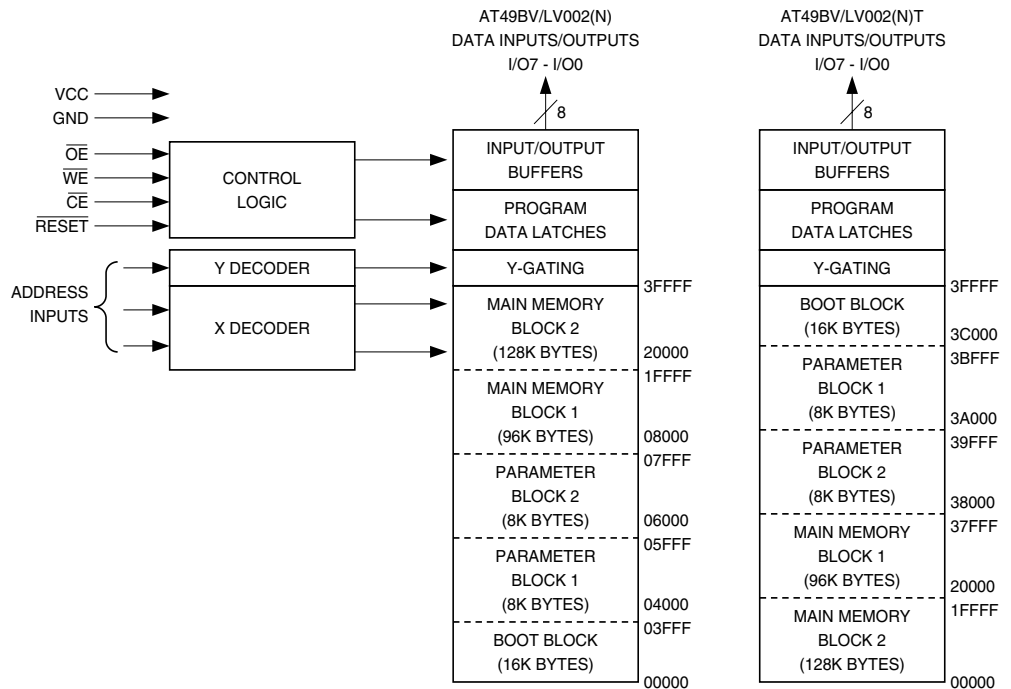 AT49BV/LV002(N)
DATA INPUTS/OUTPUTS
I/O7 - I/O0
8
AT49BV/LV002(N)T
DATA INPUTS/OUTPUTS
I/O7 - I/O0
8
VCC
GND
OE
WE
CE
RESET
CONTROL
LOGIC
ADDRESS
INPUTS
Y DECODER
X DECODER
INPUT/OUTPUT
BUFFERS
PROGRAM
DATA LATCHES
Y-GATING
3FFFF
MAIN MEMORY
BLOCK 2
(128K BYTES)
20000
1FFFF
MAIN MEMORY
BLOCK 1
(96K BYTES)
08000
07FFF
PARAMETER
BLOCK 2
(8K BYTES)
06000
05FFF
PARAMETER
BLOCK 1
(8K BYTES)
04000
03FFF
BOOT BLOCK
(16K BYTES)
00000
INPUT/OUTPUT
BUFFERS
PROGRAM
DATA LATCHES
Y-GATING
3FFFF
BOOT BLOCK
(16K BYTES)
3C000
3BFFF
PARAMETER
BLOCK 1
(8K BYTES)
3A000
39FFF
PARAMETER
BLOCK 2
(8K BYTES)
38000
37FFF
MAIN MEMORY
BLOCK 1
(96K BYTES)
20000
1FFFF
MAIN MEMORY
BLOCK 2
(128K BYTES)
00000